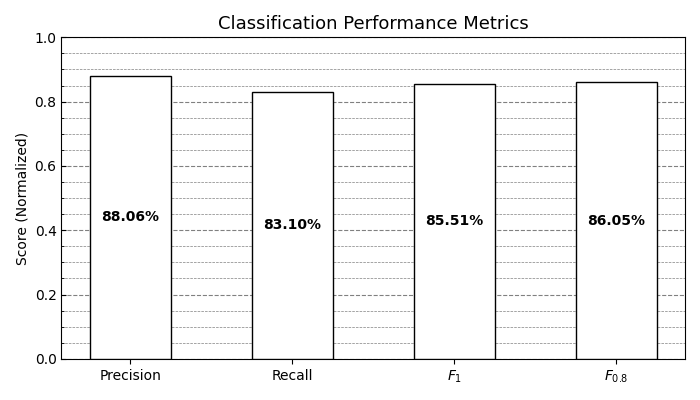 Classification Performance Metrics
Score (Normalized)
1.0
0.8
0.6
0.4
0.2
0.0
88.06%
83.10%
85.51%
86.05%
Precision
Recall
F₁
F₀.₈